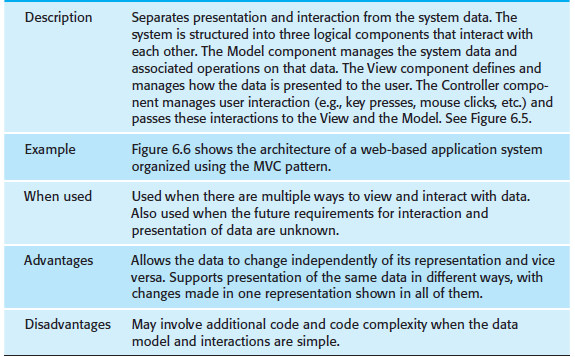 Description Separates presentation and interaction from the system data. The
system is structured into three logical components that interact with
each other. The Model component manages the system data and
associated operations on that data. The View component defines and
manages how the data is presented to the user. The Controller compo-
nent manages user interaction (e.g., key presses, mouse clicks, etc.) and
passes these interactions to the View and the Model. See Figure 6.5.
Example Figure 6.6 shows the architecture of a web-based application system
organized using the MVC pattern.
When used Used when there are multiple ways to view and interact with data.
Also used when the future requirements for interaction and
presentation of data are unknown.
Advantages Allows the data to change independently of its representation and vice
versa. Supports presentation of the same data in different ways, with
changes made in one representation shown in all of them.
Disadvantages May involve additional code and code complexity when the data
model and interactions are simple.